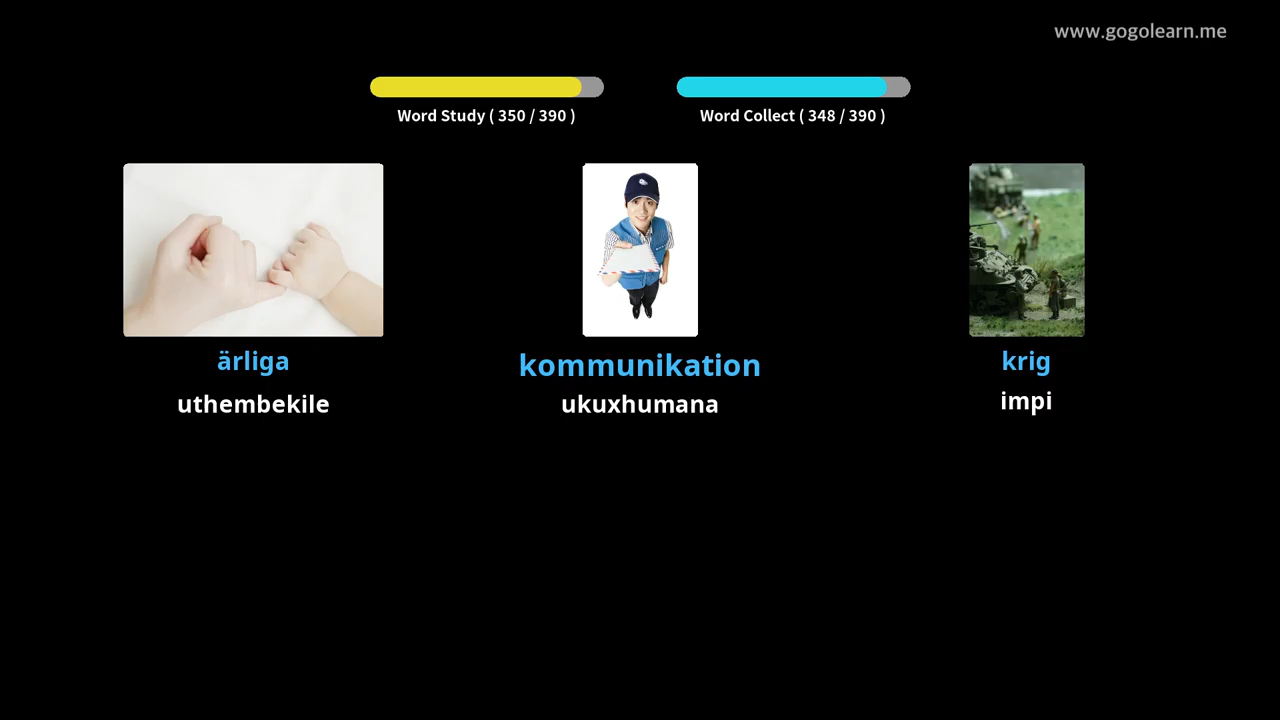 www.gogolearn.me
Word Study ( 350 / 390 )
Word Collect ( 348 / 390 )
ärliga
kommunikation
krig
uthembekile
ukuxhumana
impi